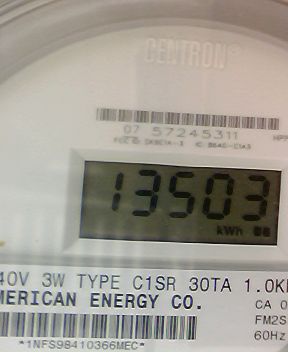 CENTRON®
07 57245311
13503
kWh
40V 3W TYPE C1SR 30TA 1.0K
MERICAN ENERGY CO.
CA 0
FM2S
60Hz
*1NFS98410366MEC*